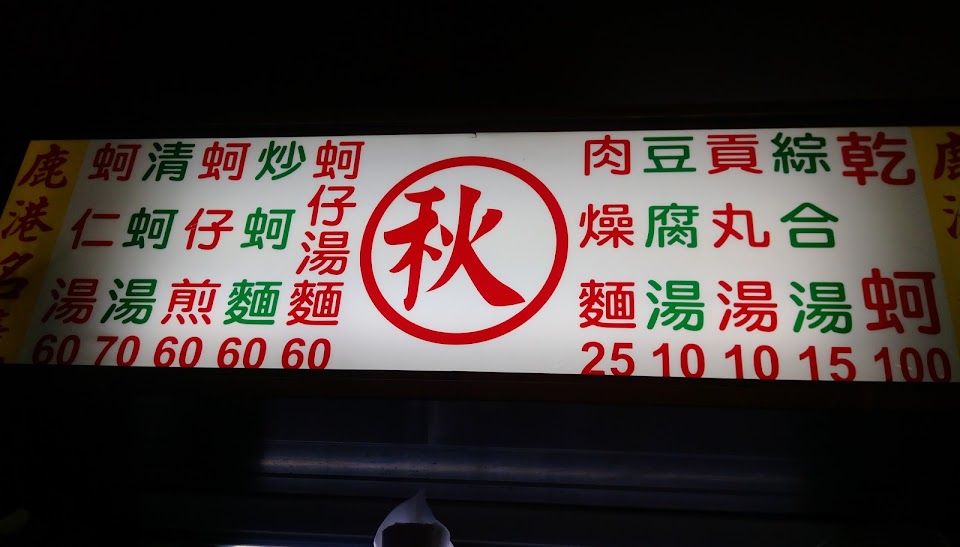 乾蚵 100
綜合湯 15
貢丸湯 10
豆腐湯 10
肉燥麵 25
秋
蚵仔湯麵 60
炒蚵麵 60
蚵仔煎 60
清蚵湯 70
蚵仁湯 60
鹿港名